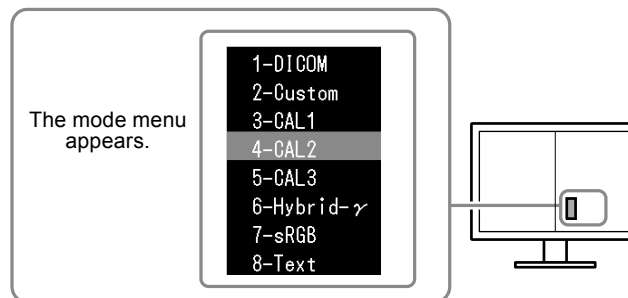 The mode menu
appears.
1-DICOM
2-Custom
3-CAL1
4-CAL2
5-CAL3
6-Hybrid-γ
7-sRGB
8-Text